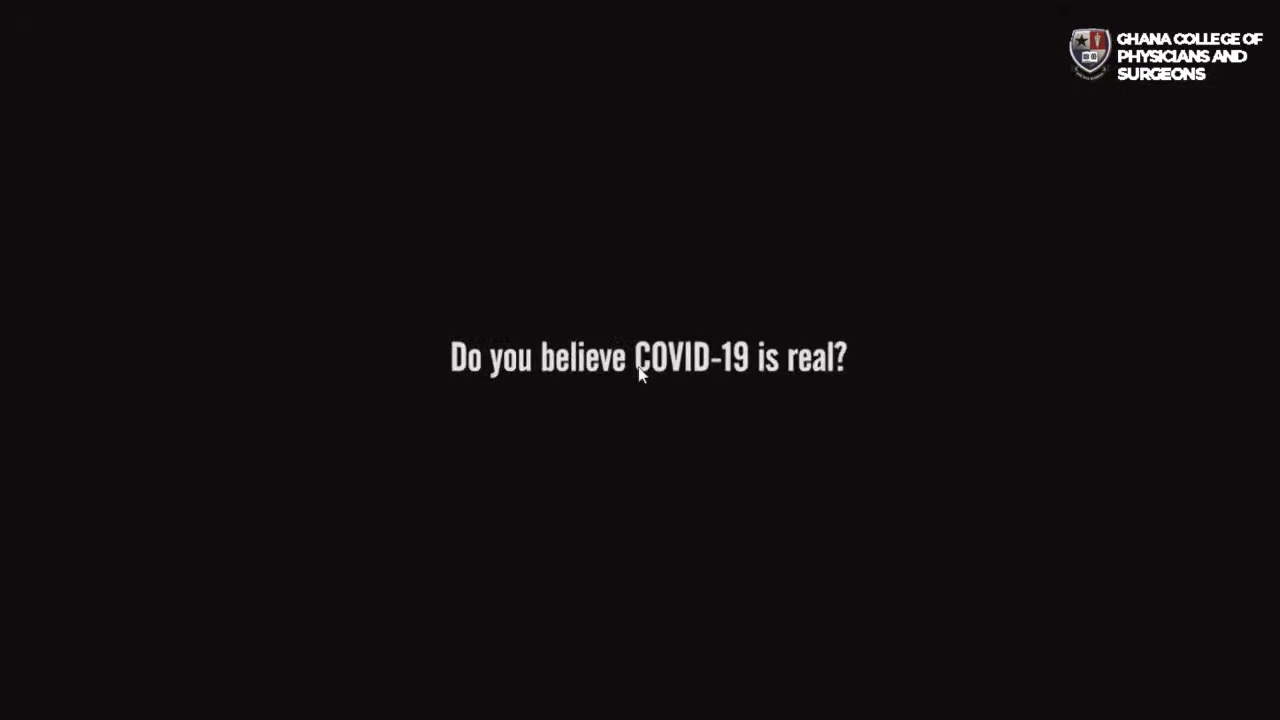 GHANA COLLEGE OF
PHYSICIANS AND
SURGEONS
Do you believe COVID-19 is real?